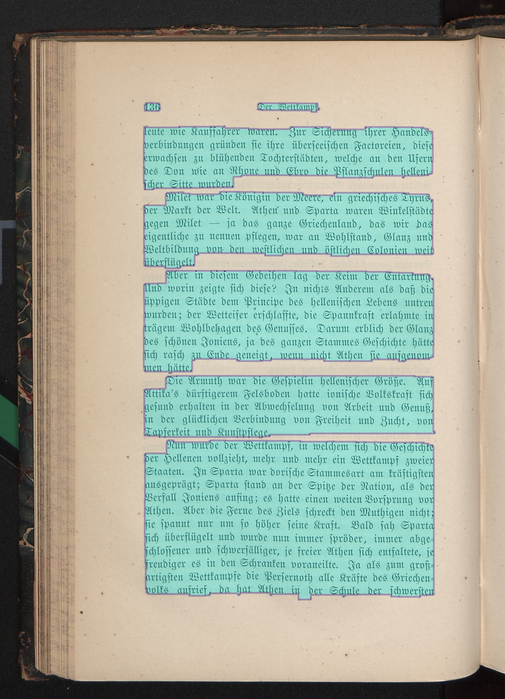 136
Der Wettkampf.
leute wie Kauffahrer waren. Zur Sicherung ihrer Handels-
verbindungen gründen sie ihre überseeischen Factoreien, diese
erwachsen zu blühenden Tochterstädten, welche an den Ufern
des Don wie an Rhone und Ebro die Pflanzschulen helleni-
scher Sitte wurden.
Milet war die Königin der Meere, ein griechisches Tyrus,
der Markt der Welt. Athen und Sparta waren Winkelstädte
gegen Milet — ja das ganze Griechenland, das wir das
eigentliche zu nennen pflegen, war an Wohlstand, Glanz und
Weltbildung von den westlichen und östlichen Colonien weit
überflügelt.
Aber in diesem Gedeihen lag der Keim der Entartung.
Und worin zeigte sich diese? In nichts Anderem als daß die
üppigen Städte dem Principe des hellenischen Lebens untreu
wurden; der Wetteifer erschlaffte, die Spannkraft erlahmte in
trägem Wohlbehagen des Genusses. Darum erblich der Glanz
des schönen Joniens, ja des ganzen Stammes Geschichte hätte
sich rasch zu Ende geneigt, wenn nicht Athen sie aufgenom-
men hätte.
Die Armuth war die Gespielin hellenischer Größe. Auf
Attika's dürftigerem Felsboden hatte ionische Volkskraft sich
gesund erhalten in der Abwechselung von Arbeit und Genuß,
in der glücklichen Verbindung von Freiheit und Zucht, von
Tapferkeit und Kunstpflege.
Nun wurde der Wettkampf, in welchem sich die Geschichte
der Hellenen vollzieht, mehr und mehr ein Wettkampf zweier
Staaten. In Sparta war dorische Stammesart am kräftigsten
ausgeprägt; Sparta stand an der Spitze der Nation, als der
Verfall Joniens anfing; es hatte einen weiten Vorsprung vor
Athen. Aber die Ferne des Ziels schreckt den Muthigen nicht;
sie spannt nur um so höher seine Kraft. Bald sah Sparta
sich überflügelt und wurde nun immer spröder, immer abge-
schlossener und schwerfälliger, je freier Athen sich entfaltete, je
freudiger es in den Schranken voraneilte. Ja als zum groß-
artigsten Wettkampfe die Persernoth alle Kräfte des Griechen-
volks aufrief, da hat Athen in der Schule der schwersten